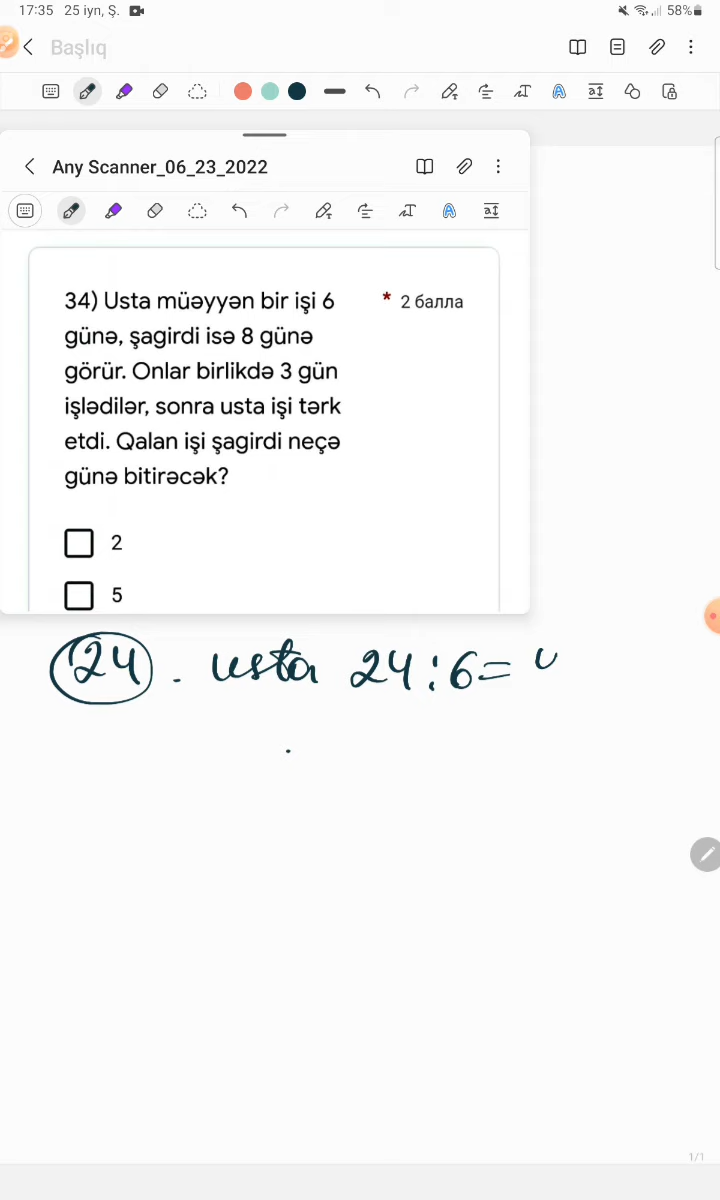 17:35 25 iyn, Ş. 58%
Başlıq
Any Scanner_06_23_2022
34) Usta müəyyən bir işi 6 * 2 балла
günə, şagirdi isə 8 günə
görür. Onlar birlikdə 3 gün
işlədilər, sonra usta işi tərk
etdi. Qalan işi şagirdi neçə
günə bitirəcək?
2
5
24 . usta 24:6=
1/1